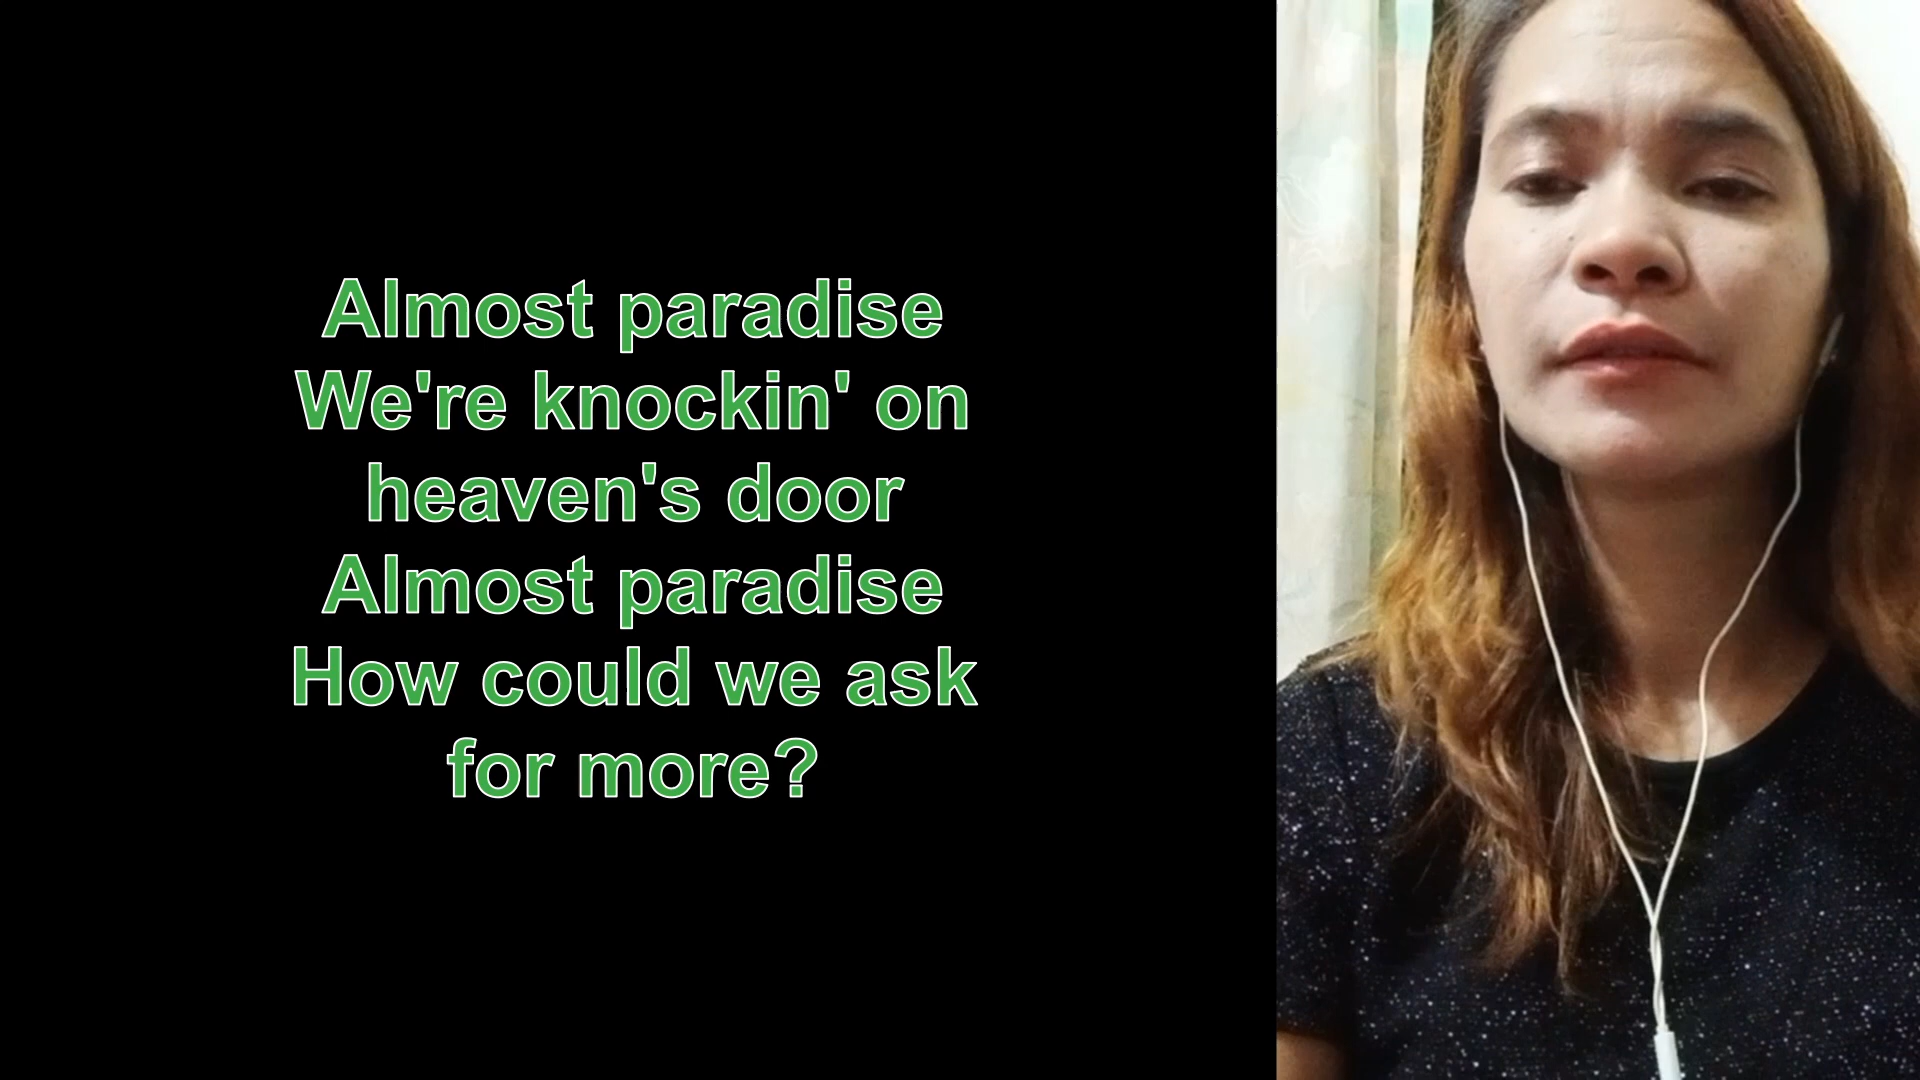 Almost paradise
We're knockin' on
heaven's door
Almost paradise
How could we ask
for more?